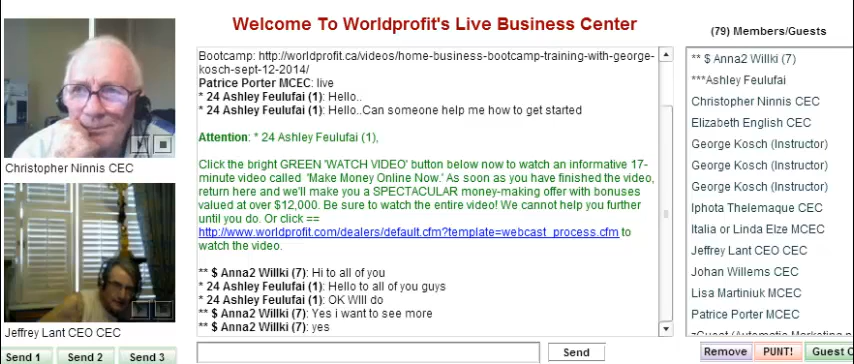 Welcome To Worldprofit's Live Business Center
(79) Members/Guests
Christopher Ninnis CEC
Jeffrey Lant CEO CEC
Send 1
Send 2
Send 3
Bootcamp: http://worldprofit.ca/videos/home-business-bootcamp-training-with-george-
kosch-sept-12-2014/
Patrice Porter MCEC: live
* 24 Ashley Feulufai (1): Hello..
* 24 Ashley Feulufai (1): Hello..Can someone help me how to get started
Attention: * 24 Ashley Feulufai (1),
Click the bright GREEN 'WATCH VIDEO' button below now to watch an informative 17-
minute video called 'Make Money Online Now.' As soon as you have finished the video,
return here and we'll make you a SPECTACULAR money-making offer with bonuses
valued at over $12,000. Be sure to watch the entire video! We cannot help you further
until you do. Or click ==
http://www.worldprofit.com/dealers/default.cfm?template=webcast_process.cfm to
watch the video.
** $ Anna2 Willki (7): Hi to all of you
* 24 Ashley Feulufai (1): Hello to all of you guys
* 24 Ashley Feulufai (1): OK WIll do
** $ Anna2 Willki (7): Yes i want to see more
** $ Anna2 Willki (7): yes
Send
** $ Anna2 Willki (7)
***Ashley Feulufai
Christopher Ninnis CEC
Elizabeth English CEC
George Kosch (Instructor)
George Kosch (Instructor)
George Kosch (Instructor)
Iphota Thelemaque CEC
Italia or Linda Elze MCEC
Jeffrey Lant CEO CEC
Johan Willems CEC
Lisa Martiniuk MCEC
Patrice Porter MCEC
zGuest (Automatic Marketing
Remove
PUNT!
Guest